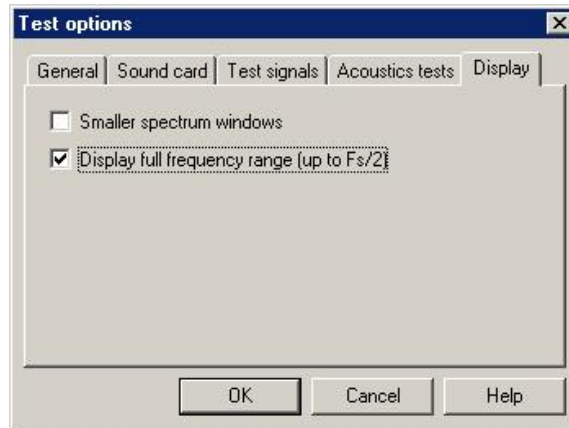 Test options
General Sound card Test signals Acoustics tests Display
Smaller spectrum windows
Display full frequency range (up to Fs/2)
OK Cancel Help